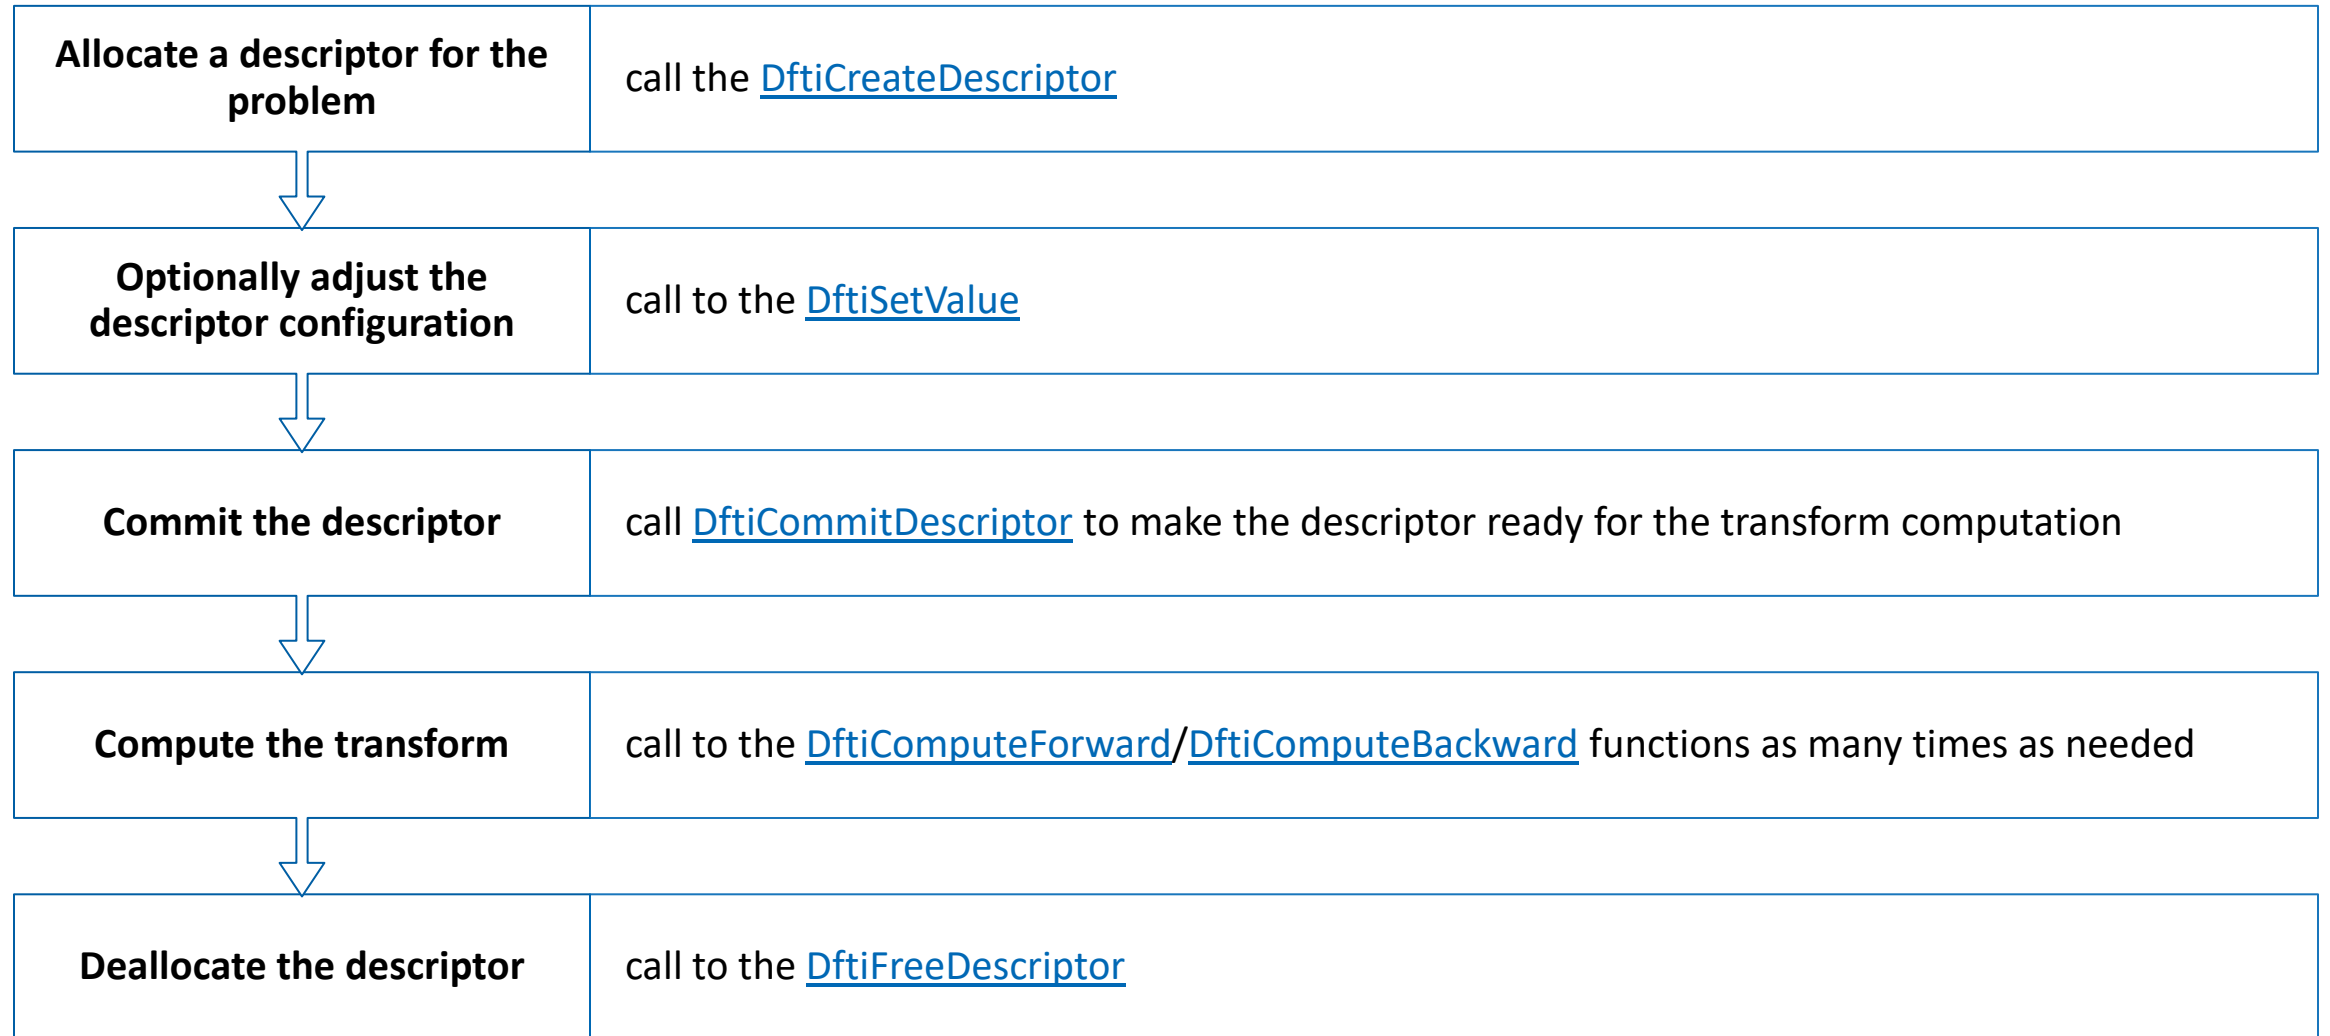 Allocate a descriptor for the
problem
call the DftiCreateDescriptor
Optionally adjust the
descriptor configuration
call to the DftiSetValue
Commit the descriptor
call DftiCommitDescriptor to make the descriptor ready for the transform computation
Compute the transform
call to the DftiComputeForward/DftiComputeBackward functions as many times as needed
Deallocate the descriptor
call to the DftiFreeDescriptor